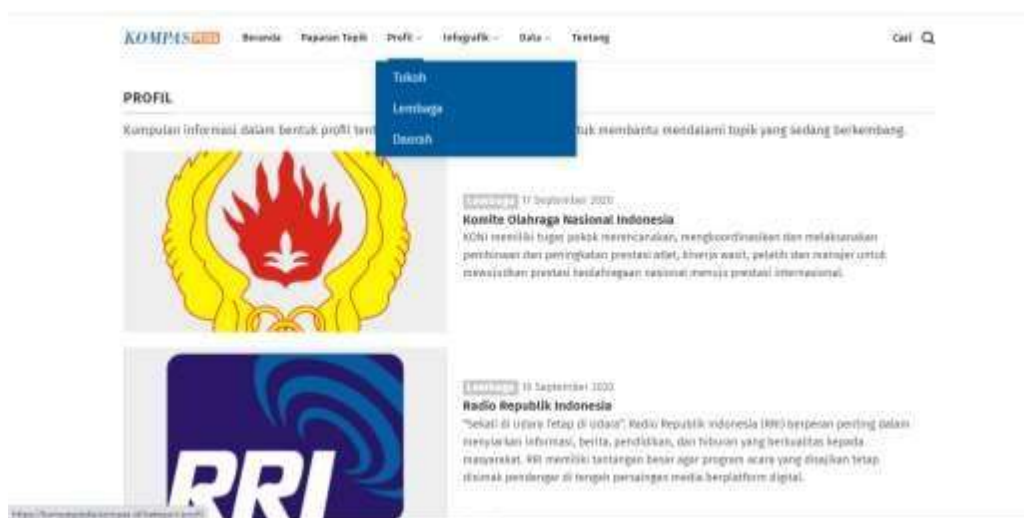 KOMPAS
Beranda Paparan Topik Profil Infografik Data Tentang Cari
Tokoh
Lembaga
Daerah
PROFIL
Kumpulan informasi dalam bentuk profil tent tuk membantu mendalami topik yang sedang berkembang.
Lembaga 17 September 2020
Komite Olahraga Nasional Indonesia
KONI memiliki tugas pokok merencanakan, mengkoordinasikan dan melaksanakan
pembinaan dan peningkatan prestasi atlet, kinerja wasit, pelatih dan manajer untuk
mewujudkan prestasi keolahragaan nasional menuju prestasi internasional.
Lembaga September 2020
Radio Republik Indonesia
"Sekali di Udara Tetap di Udara". Radio Republik Indonesia (RRI) berperan penting dalam
menyiarkan informasi, berita, pendidikan, dan hiburan yang berkualitas kepada
masyarakat. RRI memiliki tantangan besar agar program acara yang disajikan tetap
disimak pendengar di tengah persaingan media berplatform digital.
RRI